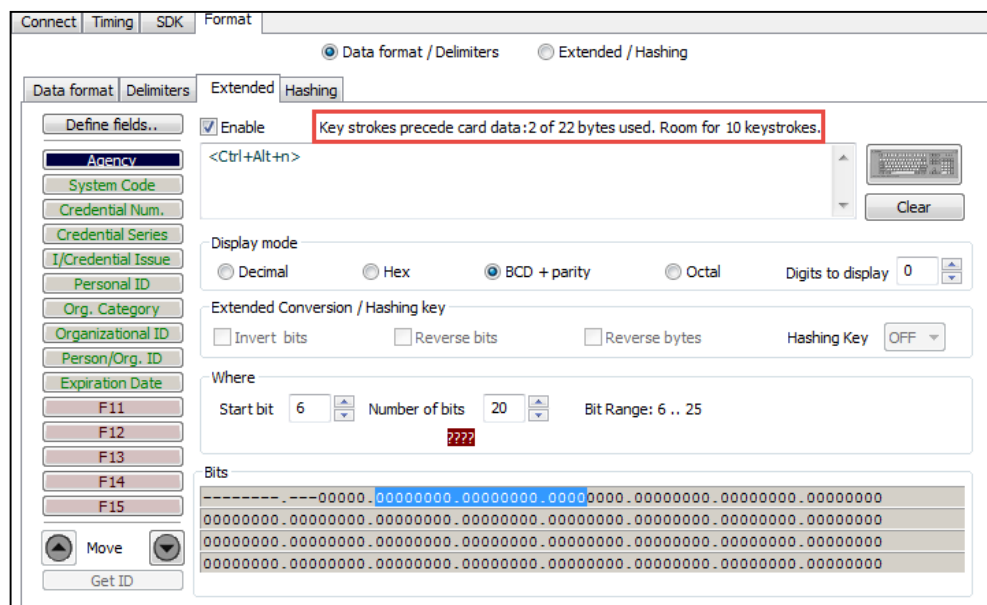 Connect Timing SDK Format
Data format / Delimiters Extended / Hashing
Data format Delimiters Extended Hashing
Define fields..
Enable Key strokes precede card data:2 of 22 bytes used. Room for 10 keystrokes.
<Ctrl+Alt+n>
Clear
Agency
System Code
Credential Num.
Credential Series
I/Credential Issue
Personal ID
Org. Category
Organizational ID
Person/Org. ID
Expiration Date
F11
F12
F13
F14
F15
Move
Get ID
Display mode
Decimal Hex BCD + parity Octal Digits to display 0
Extended Conversion / Hashing key
Invert bits Reverse bits Reverse bytes Hashing Key OFF
Where
Start bit 6 Number of bits 20 Bit Range: 6 .. 25
????
Bits
--------.---00000.00000000.00000000.00000000.00000000.00000000.00000000
00000000.00000000.00000000.00000000.00000000.00000000.00000000.00000000
00000000.00000000.00000000.00000000.00000000.00000000.00000000.00000000
00000000.00000000.00000000.00000000.00000000.00000000.00000000.00000000